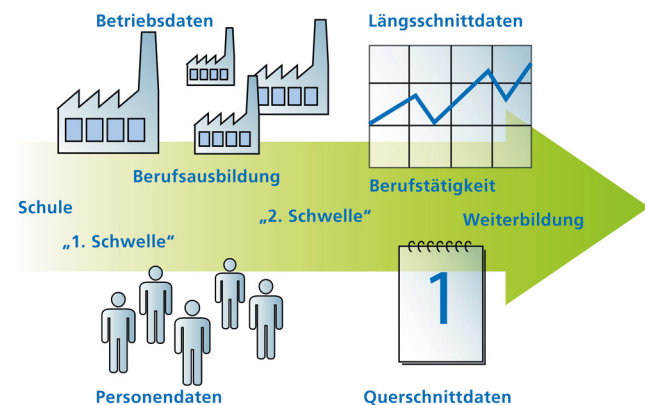 Betriebsdaten
Längsschnittdaten
Berufsausbildung
Berufstätigkeit
Schule
„2. Schwelle“
Weiterbildung
„1. Schwelle“
1
Personendaten
Querschnittdaten